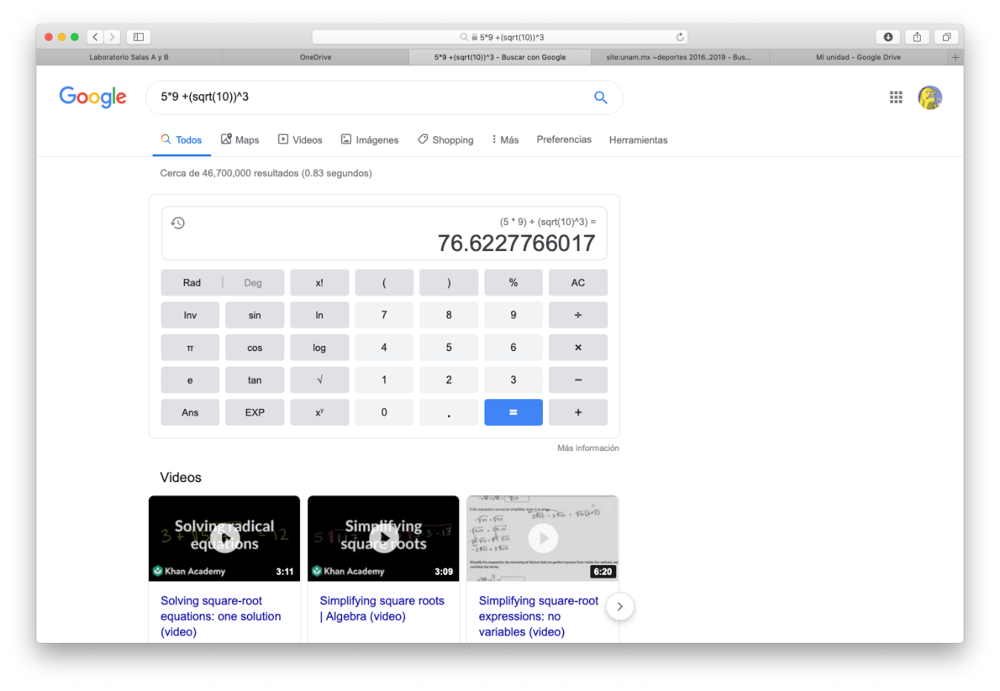 5*9 +(sqrt(10))^3
Laboratorio Salas A y B
OneDrive
5*9 +(sqrt(10))^3 - Buscar con Google
site:unam.mx ~deportes 2016..2019 - Bus...
Mi unidad - Google Drive
+
Google
5*9 +(sqrt(10))^3
Todos
Maps
Videos
Imágenes
Shopping
Más
Preferencias
Herramientas
Cerca de 46,700,000 resultados (0.83 segundos)
(5 * 9) + (sqrt(10)^3) =
76.6227766017
Rad | Deg x! ( ) % AC
Inv sin ln 7 8 9 ÷
π cos log 4 5 6 ×
e tan √ 1 2 3 −
Ans EXP xʸ 0 . = +
Más información
Videos
Solving radical
equations
Khan Academy
3:11
Solving square-root
equations: one solution
(video)
Simplifying
square roots
Khan Academy
3:09
Simplifying square roots
| Algebra (video)
6:20
Simplifying square-root
expressions: no
variables (video)